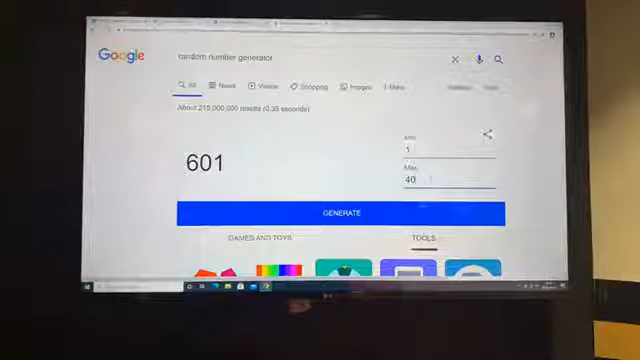 Google
random number generator
All News Videos Shopping Images More
About 215,000,000 results (0.35 seconds)
Min
1
601
Max
40
GENERATE
GAMES AND TOYS TOOLS